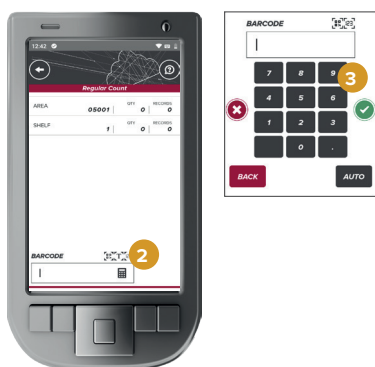 12:42
Regular Count
AREA 05001 QTY 0 RECORDS 0
SHELF 1 QTY 0 RECORDS 0
BARCODE
2
BARCODE 123
7 8 9
3
4 5 6
1 2 3
0 .
BACK AUTO